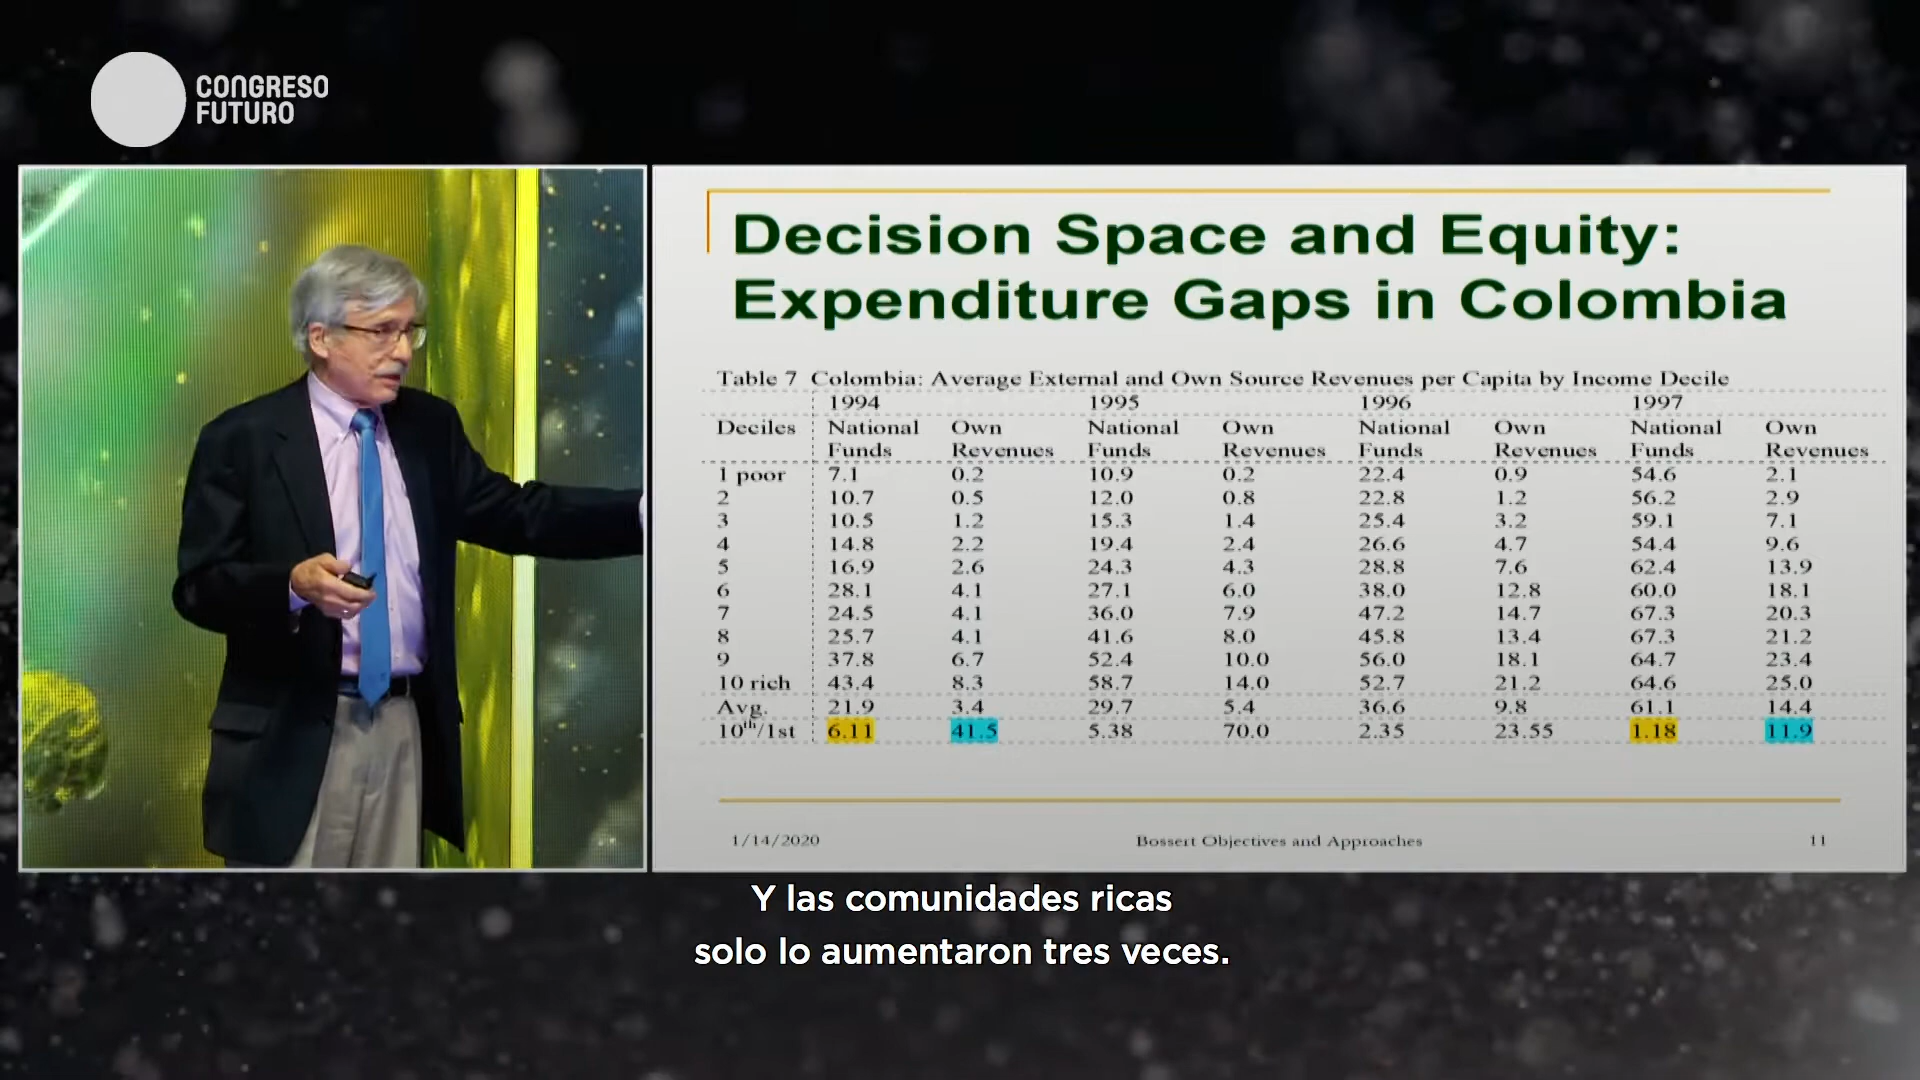 CONGRESO
FUTURO
Decision Space and Equity:
Expenditure Gaps in Colombia
Table 7 Colombia: Average External and Own Source Revenues per Capita by Income Decile
1994 1995 1996 1997
Deciles National Own National Own National Own National Own
Funds Revenues Funds Revenues Funds Revenues Funds Revenues
1 poor 7.1 0.2 10.9 0.2 22.4 0.9 54.6 2.1
2 10.7 0.5 12.0 0.8 22.8 1.2 56.2 2.9
3 10.5 1.2 15.3 1.4 25.4 3.2 59.1 7.1
4 14.8 2.2 19.4 2.4 26.6 4.7 54.4 9.6
5 16.9 2.6 24.3 4.3 28.8 7.6 62.4 13.9
6 28.1 4.1 27.1 6.0 38.0 12.8 60.0 18.1
7 24.5 4.1 36.0 7.9 47.2 14.7 67.3 20.3
8 25.7 4.1 41.6 8.0 45.8 13.4 67.3 21.2
9 37.8 6.7 52.4 10.0 56.0 18.1 64.7 23.4
10 rich 43.4 8.3 58.7 14.0 52.7 21.2 64.6 25.0
Avg. 21.9 3.4 29.7 5.4 36.6 9.8 61.1 14.4
10th/1st 6.11 41.5 5.38 70.0 2.35 23.55 1.18 11.9
1/14/2020 Bossert Objectives and Approaches 11
Y las comunidades ricas
solo lo aumentaron tres veces.